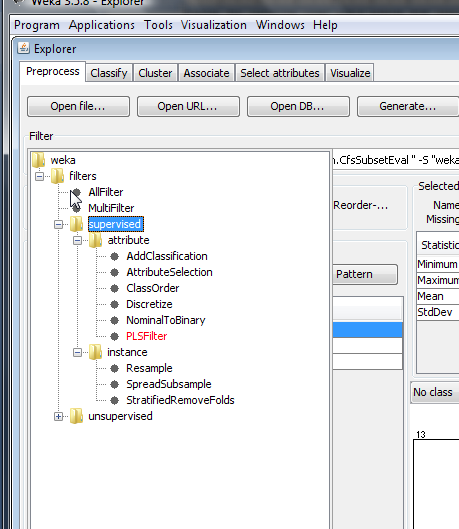 Weka 3.5.8 - Explorer
Program Applications Tools Visualization Windows Help
Explorer
Preprocess Classify Cluster Associate Select attributes Visualize
Open file... Open URL... Open DB... Generate...
Filter
weka
n.CfsSubsetEval " -S "weka
filters
AllFilter
Selected
MultiFilter
Reorder-...
Name
supervised
Missing
attribute
Statistic
AddClassification
Minimum
AttributeSelection
Pattern
Maximum
ClassOrder
Mean
Discretize
StdDev
NominalToBinary
PLSFilter
instance
Resample
SpreadSubsample
No class
StratifiedRemoveFolds
unsupervised
13